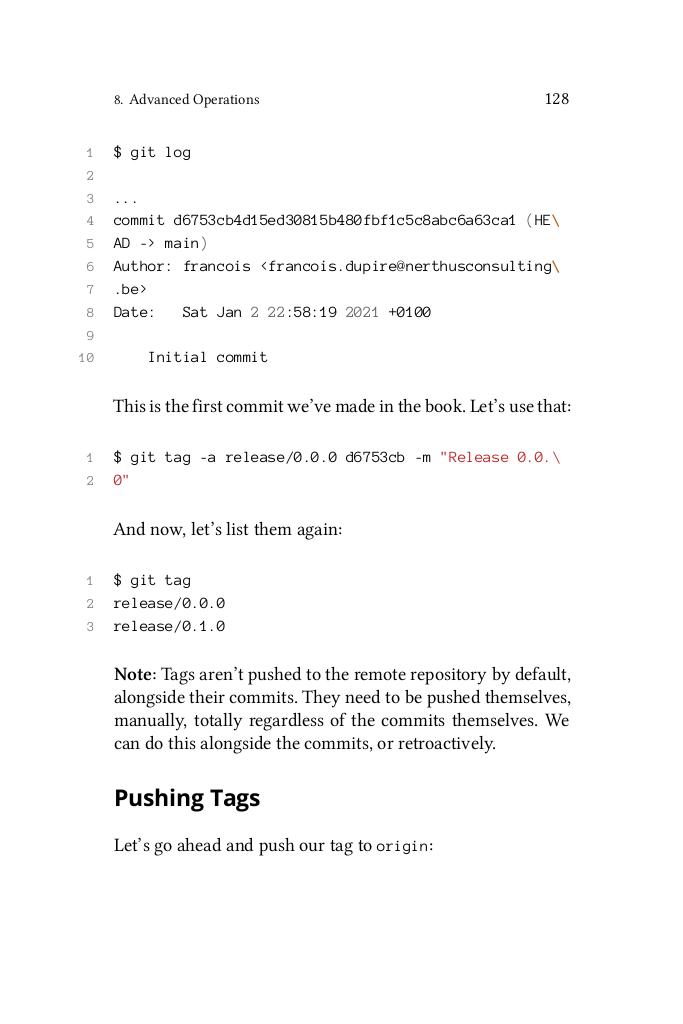 8. Advanced Operations 128
1 $ git log
2
3 ...
4 commit d6753cb4d15ed30815b480fbf1c5c8abc6a63ca1 (HE\
5 AD -> main)
6 Author: francois <francois.dupire@nerthusconsulting\
7 .be>
8 Date:   Sat Jan 2 22:58:19 2021 +0100
9
10     Initial commit
This is the first commit we’ve made in the book. Let’s use that:
1 $ git tag -a release/0.0.0 d6753cb -m "Release 0.0.\
2 0"
And now, let’s list them again:
1 $ git tag
2 release/0.0.0
3 release/0.1.0
Note: Tags aren’t pushed to the remote repository by default,
alongside their commits. They need to be pushed themselves,
manually, totally regardless of the commits themselves. We
can do this alongside the commits, or retroactively.
Pushing Tags
Let’s go ahead and push our tag to origin: